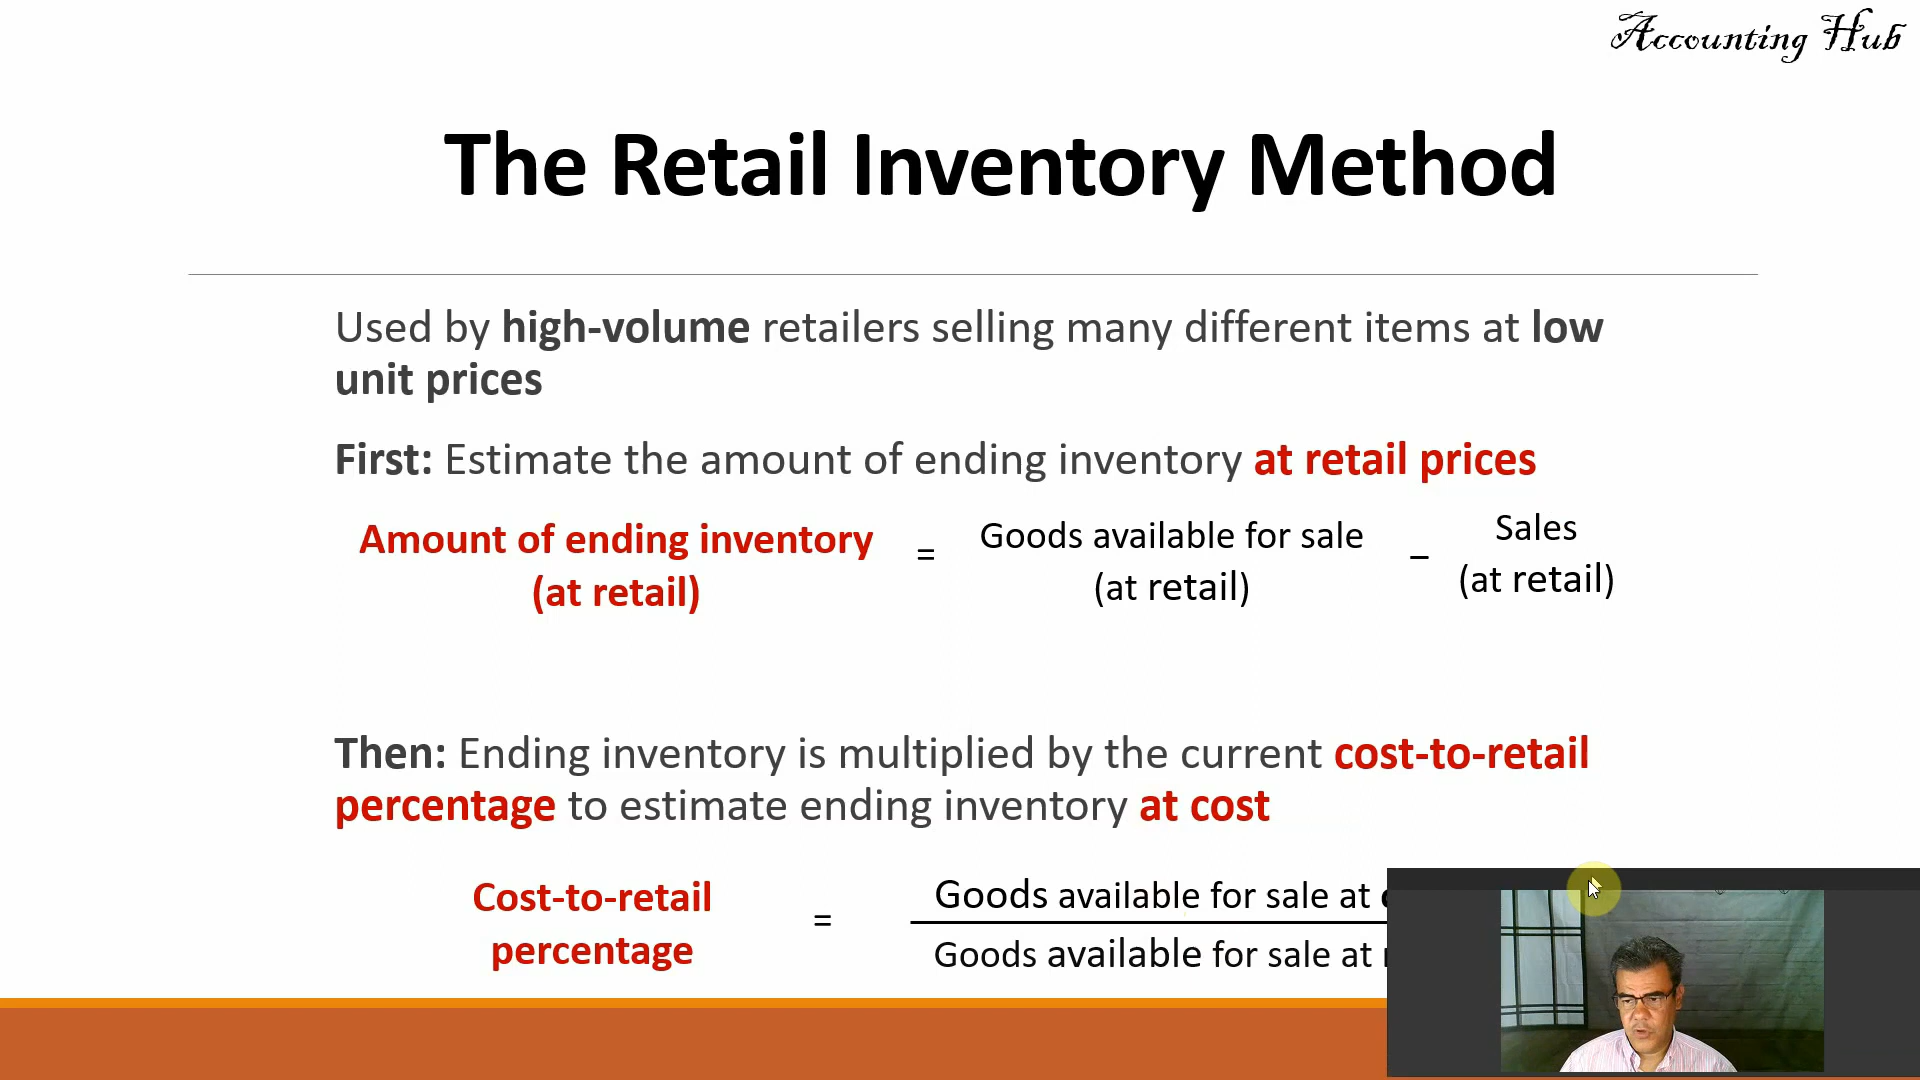 Accounting Hub
The Retail Inventory Method
Used by high-volume retailers selling many different items at low
unit prices
First: Estimate the amount of ending inventory at retail prices
Amount of ending inventory
(at retail)
=
Goods available for sale
(at retail)
–
Sales
(at retail)
Then: Ending inventory is multiplied by the current cost-to-retail
percentage to estimate ending inventory at cost
Cost-to-retail
percentage
=
Goods available for sale at
Goods available for sale at